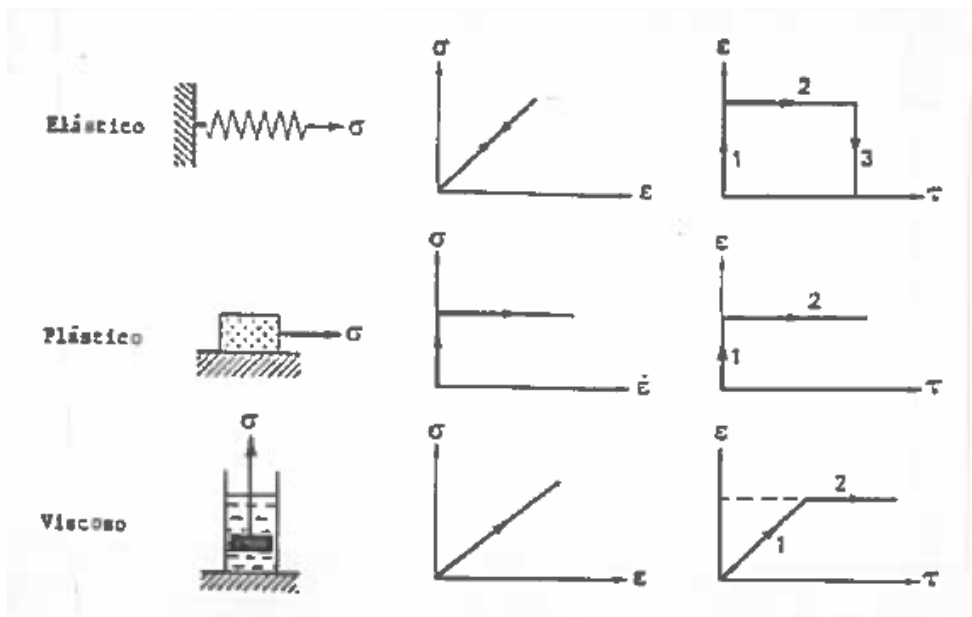 σ ε
Elástico σ 2
1 3
ε τ
σ ε
2
Plástico σ
1
ε̇ τ
σ σ ε
2
Viscoso
1
ε τ